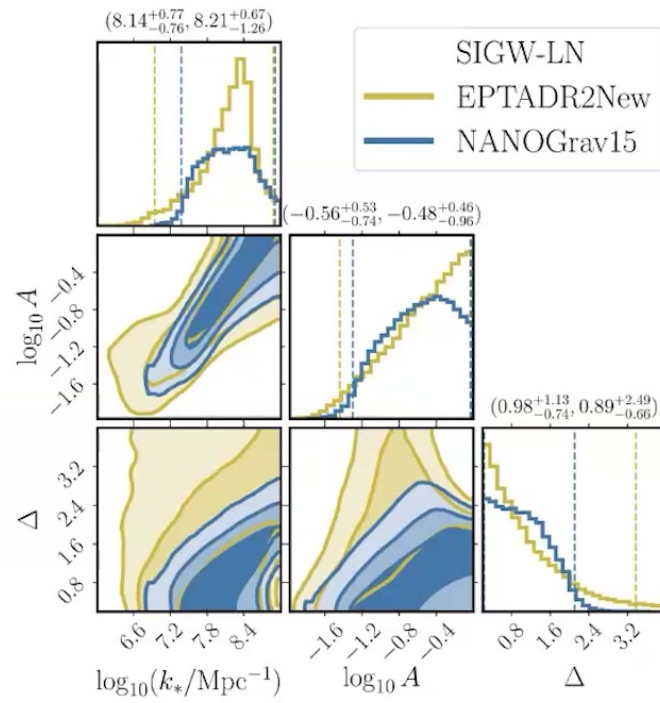 (8.14^{+0.77}_{-0.76}, 8.21^{+0.67}_{-1.26})
SIGW-LN
EPTADR2New
NANOGrav15
(−0.56^{+0.53}_{-0.74}, −0.48^{+0.46}_{-0.96})
log₁₀ A
−0.4
−0.8
−1.2
−1.6
(0.98^{+1.13}_{-0.74}, 0.89^{+2.49}_{-0.66})
Δ
3.2
2.4
1.6
0.8
6.6 7.2 7.8 8.4
−1.6 −1.2 −0.8 −0.4
0.8 1.6 2.4 3.2
log₁₀(k_*/Mpc⁻¹)
log₁₀ A
Δ